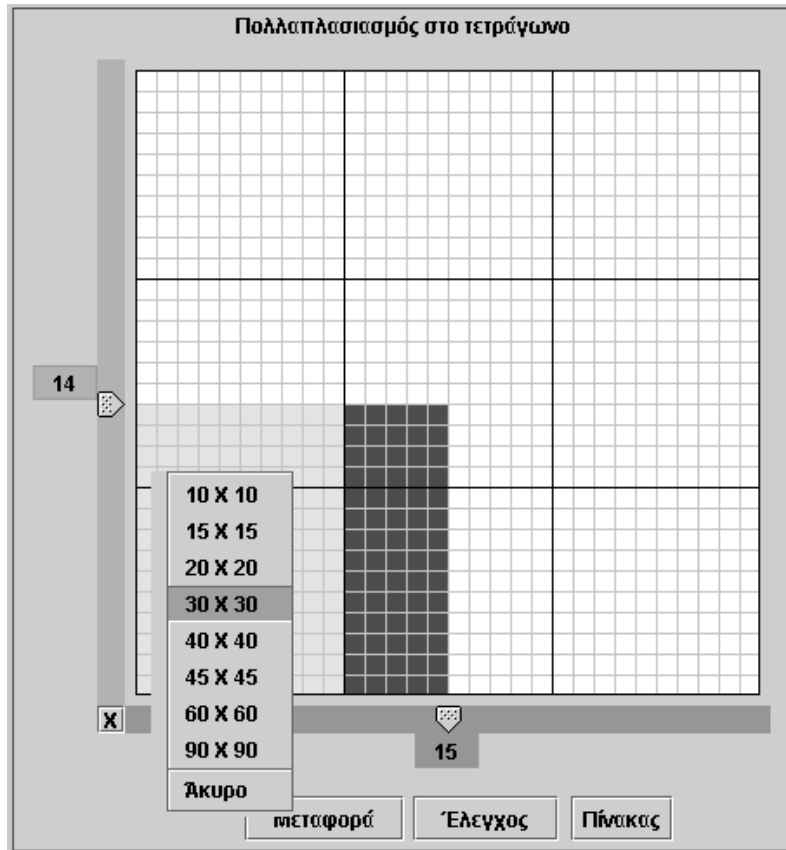 Πολλαπλασιασμός στο τετράγωνο
14
10 X 10
15 X 15
20 X 20
30 X 30
40 X 40
45 X 45
60 X 60
90 X 90
Άκυρο
X
15
Μεταφορά Έλεγχος Πίνακας